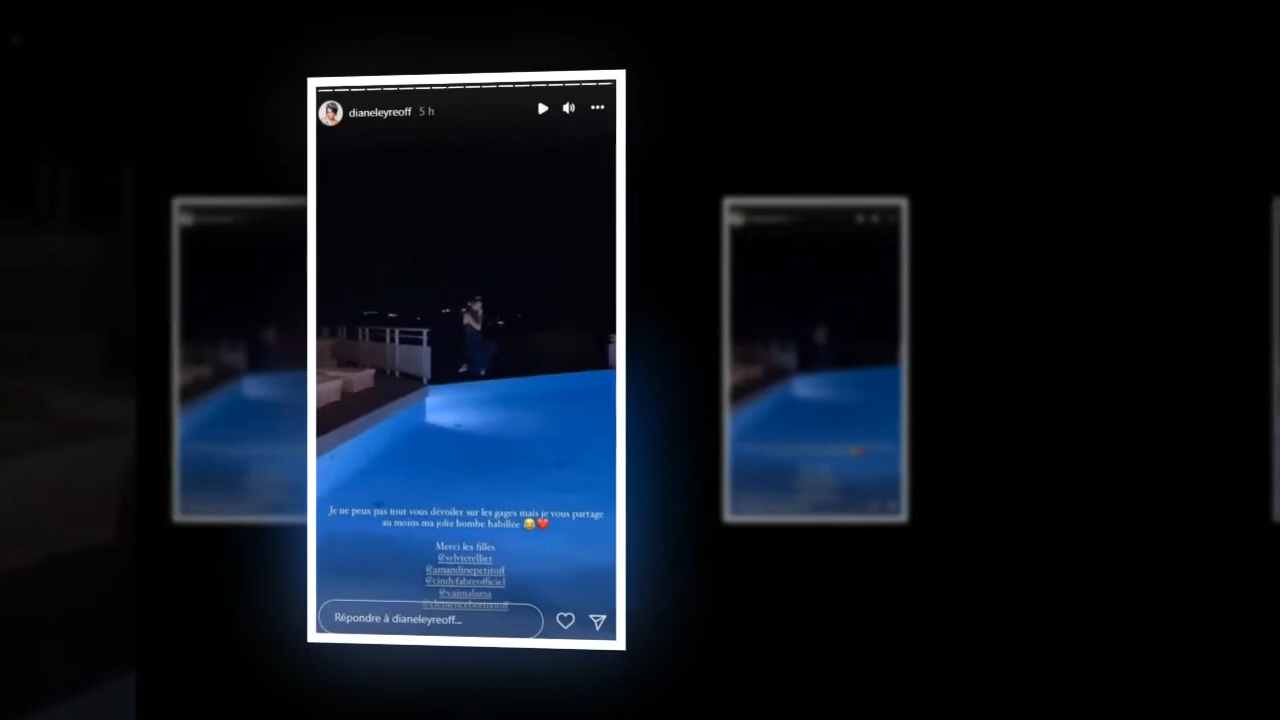 dianeleyreoff 5 h
Je ne peux pas tout vous dévoiler sur les gages mais je vous partage
au moins ma jolie bombe habillée 😂❤️
Merci les filles
@sylvietellier
@amandinepetitoff
@cindyfabreofficiel
@vaimalama
Répondre à dianeleyreoff...